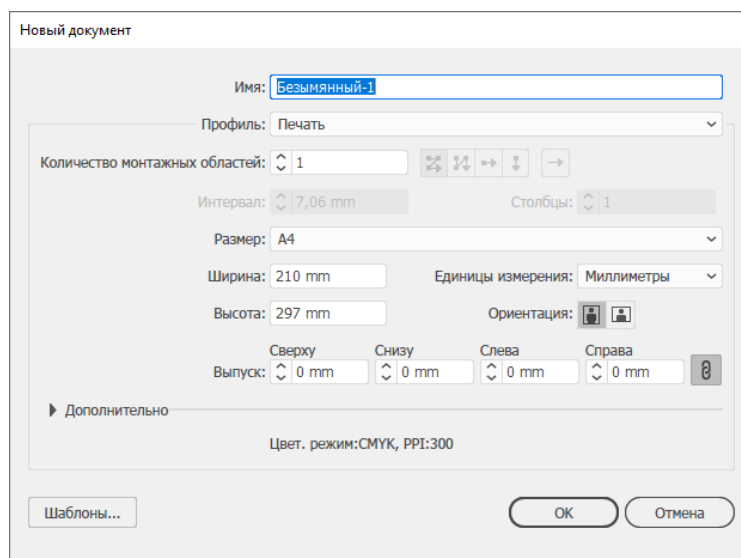 Новый документ
Имя: Безымянный-1
Профиль: Печать
Количество монтажных областей: 1
Интервал: 7,06 mm Столбцы: 1
Размер: A4
Ширина: 210 mm Единицы измерения: Миллиметры
Высота: 297 mm Ориентация:
Сверху Снизу Слева Справа
Выпуск: 0 mm 0 mm 0 mm 0 mm
Дополнительно
Цвет. режим:CMYK, PPI:300
Шаблоны... OK Отмена